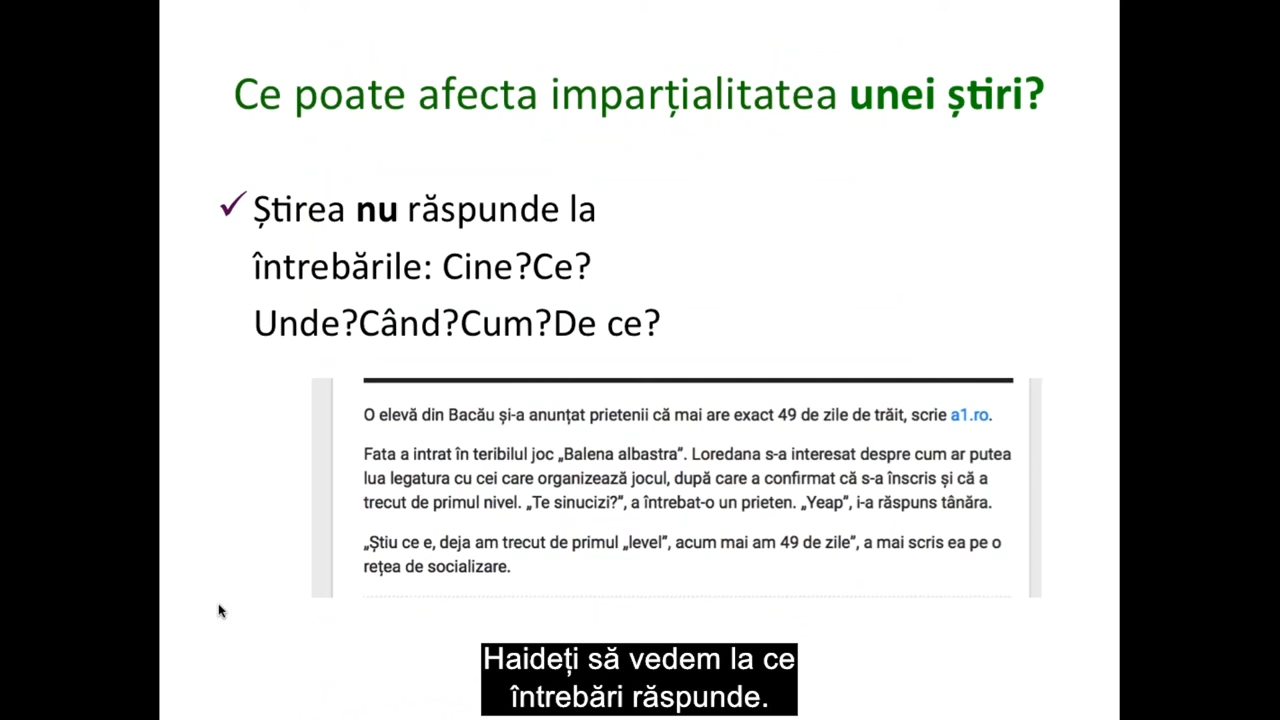 Ce poate afecta imparțialitatea unei știri?
✓ Știrea nu răspunde la
întrebările: Cine?Ce?
Unde?Când?Cum?De ce?
O elevă din Bacău și-a anunțat prietenii că mai are exact 49 de zile de trăit, scrie a1.ro.
Fata a intrat în teribilul joc „Balena albastra”. Loredana s-a interesat despre cum ar putea
lua legatura cu cei care organizează jocul, după care a confirmat că s-a înscris și că a
trecut de primul nivel. „Te sinucizi?”, a întrebat-o un prieten. „Yeap”, i-a răspuns tânăra.
„Știu ce e, deja am trecut de primul „level”, acum mai am 49 de zile”, a mai scris ea pe o
rețea de socializare.
Haideți să vedem la ce
întrebări răspunde.